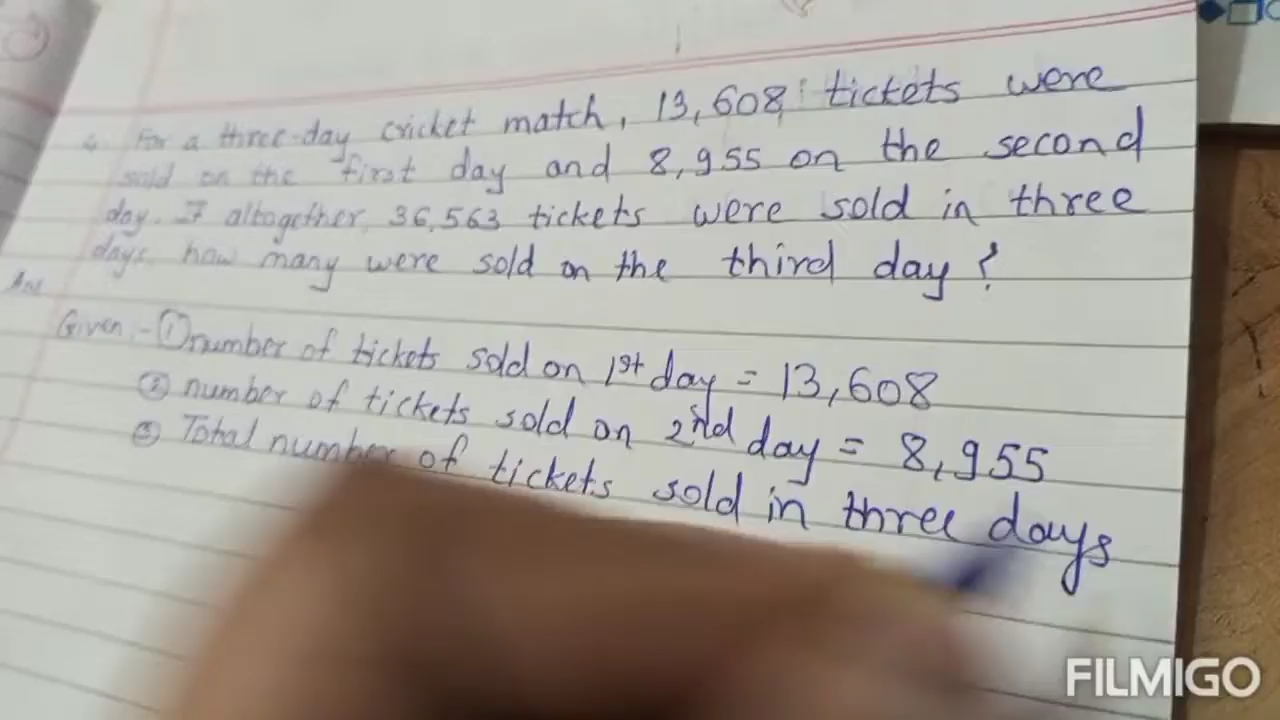 4. For a three-day cricket match, 13,608 tickets were
sold on the first day and 8,955 on the second
day. If altogether 36,563 tickets were sold in three
days, how many were sold on the third day?
Ans
Given:- ① number of tickets sold on 1st day = 13,608
② number of tickets sold on 2nd day = 8,955
③ Total number of tickets sold in three days
FILMIGO